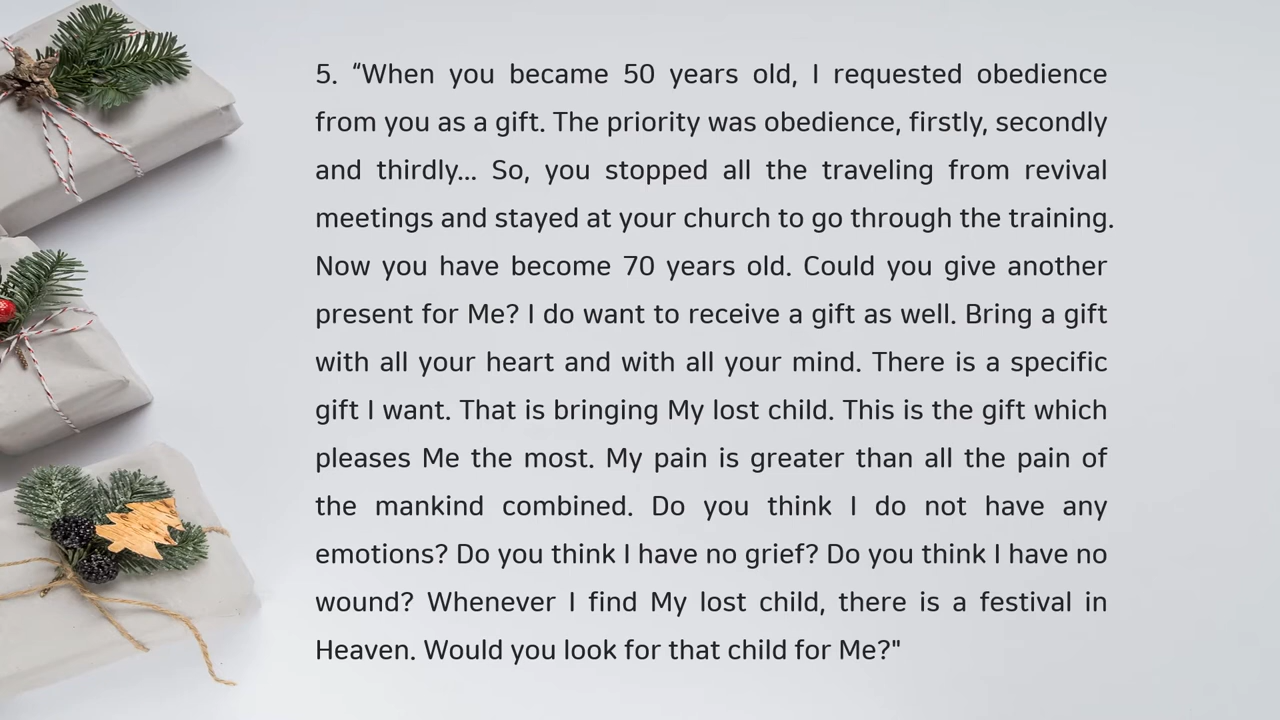 5. “When you became 50 years old, I requested obedience
from you as a gift. The priority was obedience, firstly, secondly
and thirdly... So, you stopped all the traveling from revival
meetings and stayed at your church to go through the training.
Now you have become 70 years old. Could you give another
present for Me? I do want to receive a gift as well. Bring a gift
with all your heart and with all your mind. There is a specific
gift I want. That is bringing My lost child. This is the gift which
pleases Me the most. My pain is greater than all the pain of
the mankind combined. Do you think I do not have any
emotions? Do you think I have no grief? Do you think I have no
wound? Whenever I find My lost child, there is a festival in
Heaven. Would you look for that child for Me?"